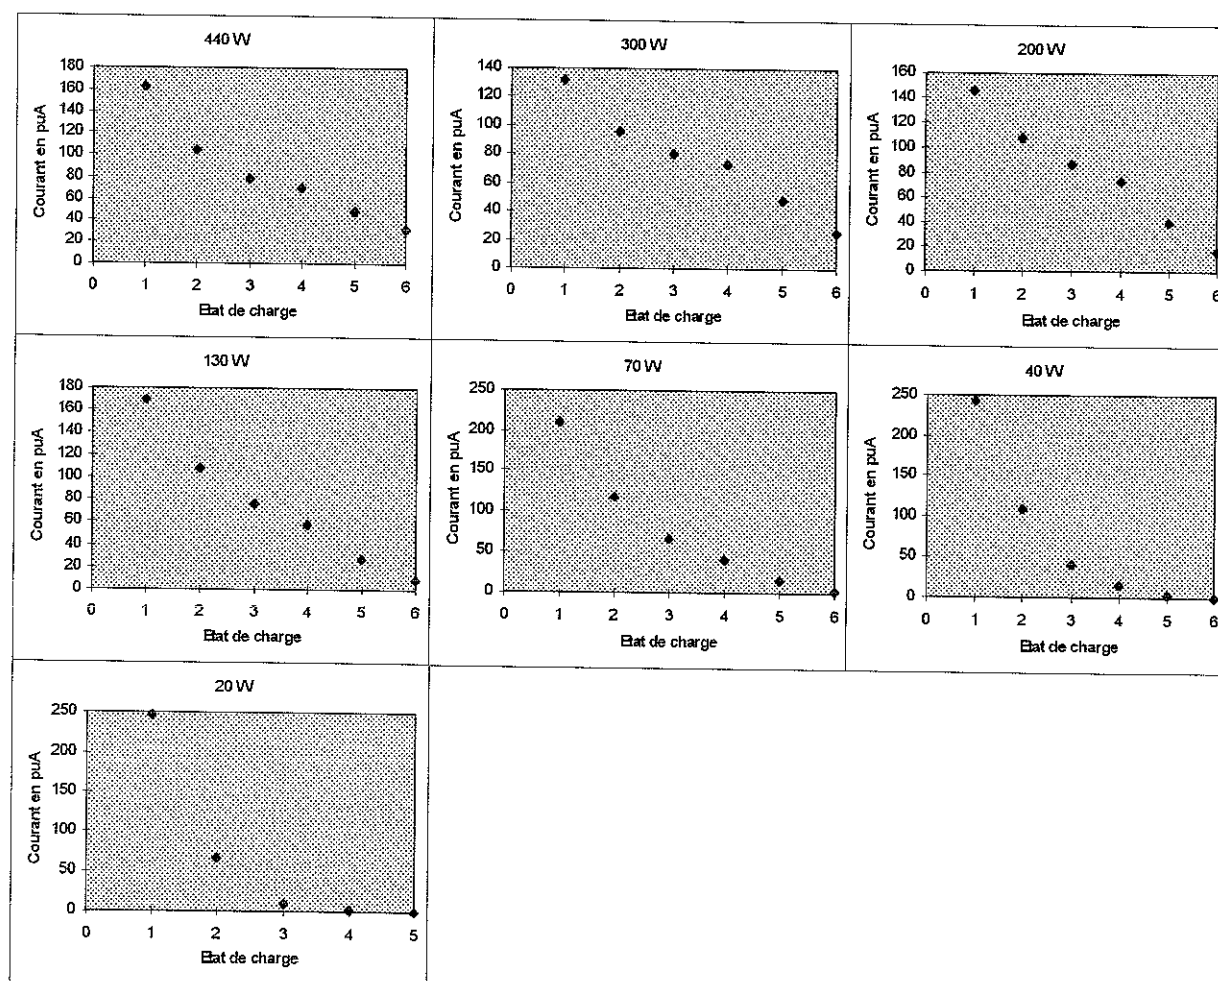 440 W
180
160
140
120
100
80
60
40
20
0
Courant en puA
0 1 2 3 4 5 6
Etat de charge
300 W
140
120
100
80
60
40
20
0
Courant en puA
0 1 2 3 4 5 6
Etat de charge
200 W
160
140
120
100
80
60
40
20
0
Courant en puA
0 1 2 3 4 5 6
Etat de charge
130 W
180
160
140
120
100
80
60
40
20
0
Courant en puA
0 1 2 3 4 5 6
Etat de charge
70 W
250
200
150
100
50
0
Courant en puA
0 1 2 3 4 5 6
Etat de charge
40 W
250
200
150
100
50
0
Courant en puA
0 1 2 3 4 5 6
Etat de charge
20 W
250
200
150
100
50
0
Courant en puA
0 1 2 3 4 5
Etat de charge